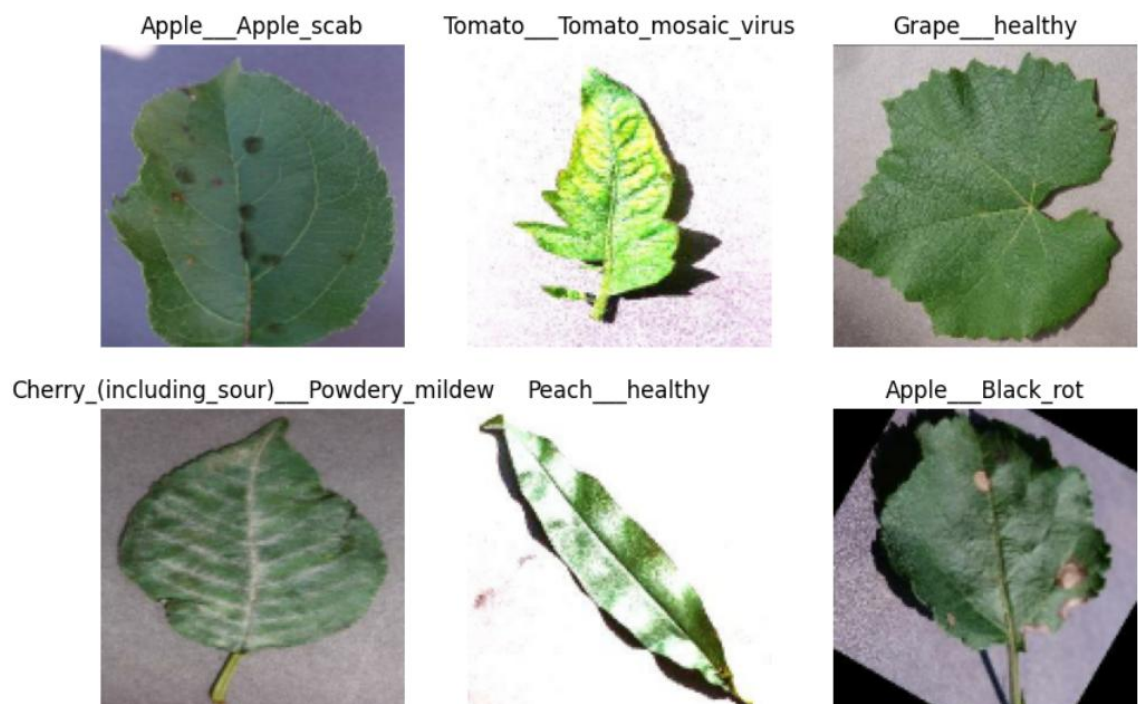 Apple___Apple_scab
Tomato___Tomato_mosaic_virus
Grape___healthy
Cherry_(including_sour)___Powdery_mildew
Peach___healthy
Apple___Black_rot